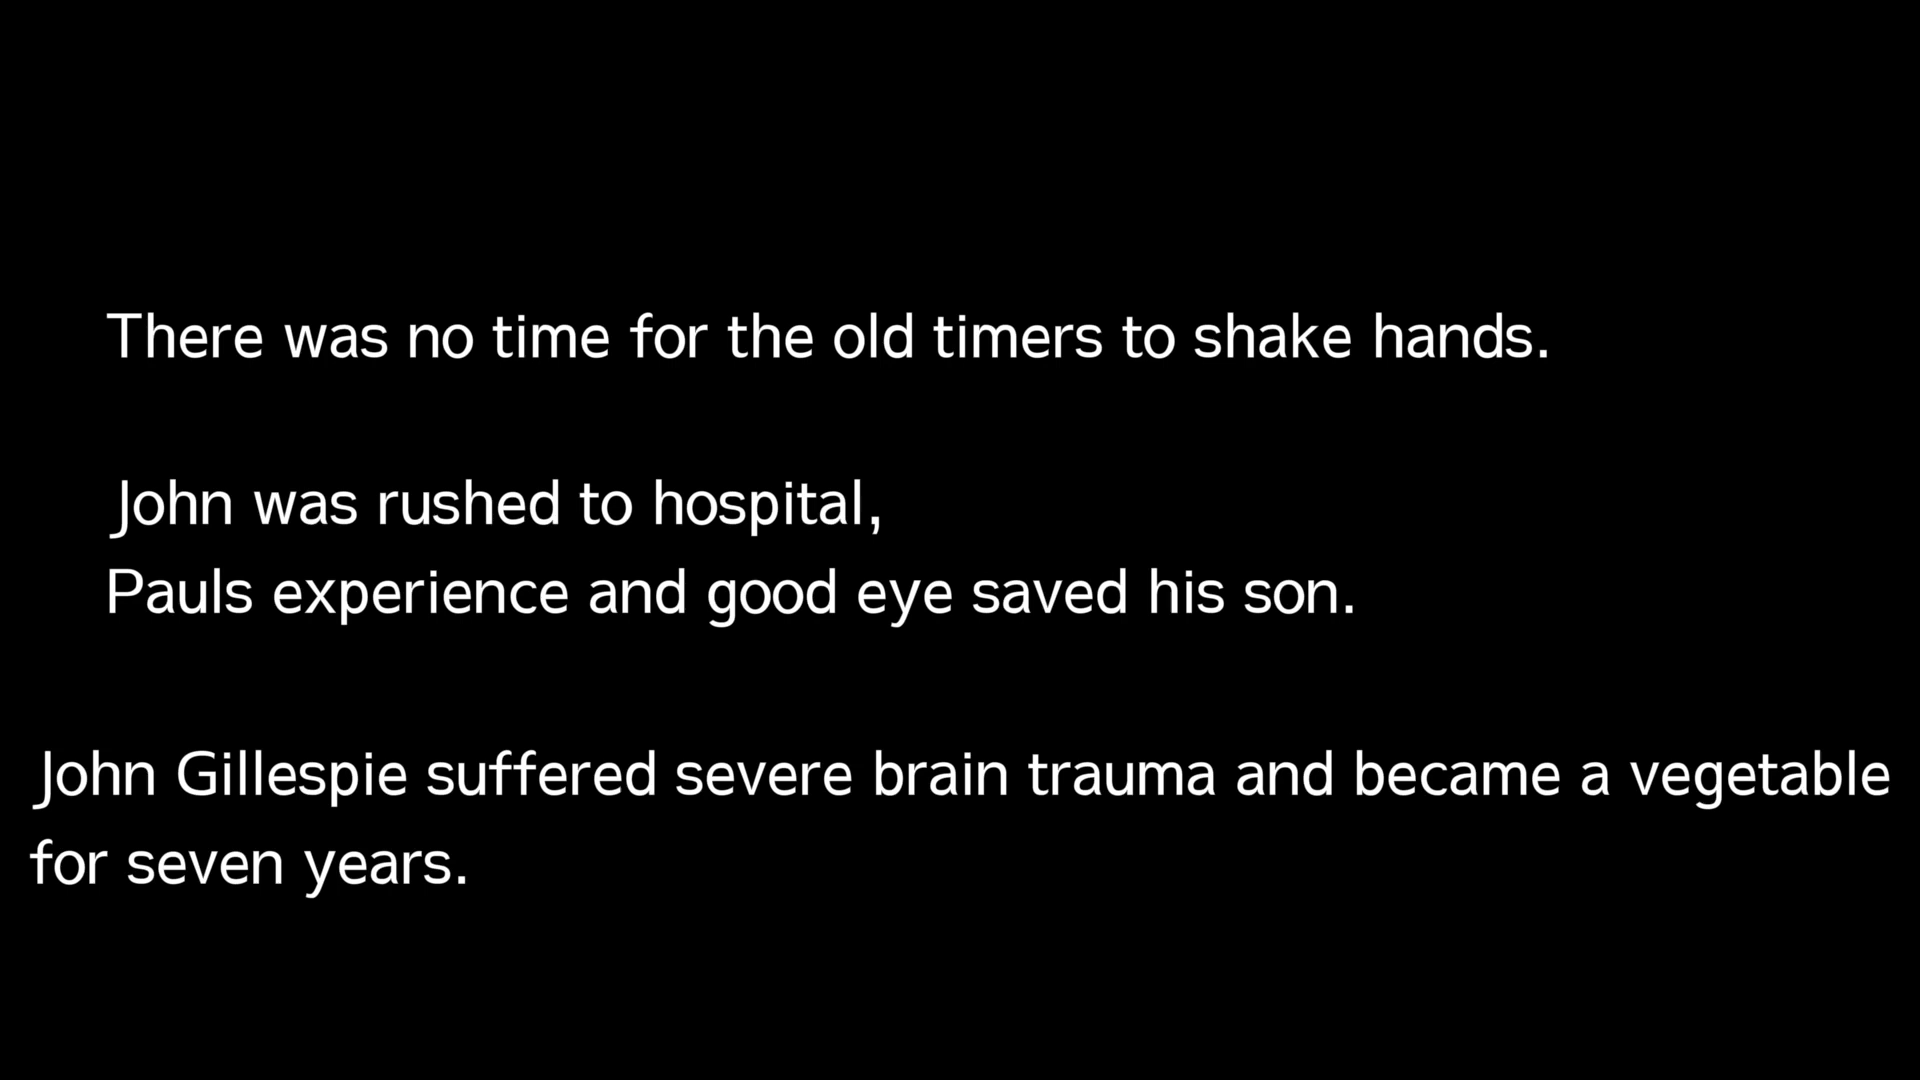 There was no time for the old timers to shake hands.
John was rushed to hospital,
Pauls experience and good eye saved his son.
John Gillespie suffered severe brain trauma and became a vegetable
for seven years.